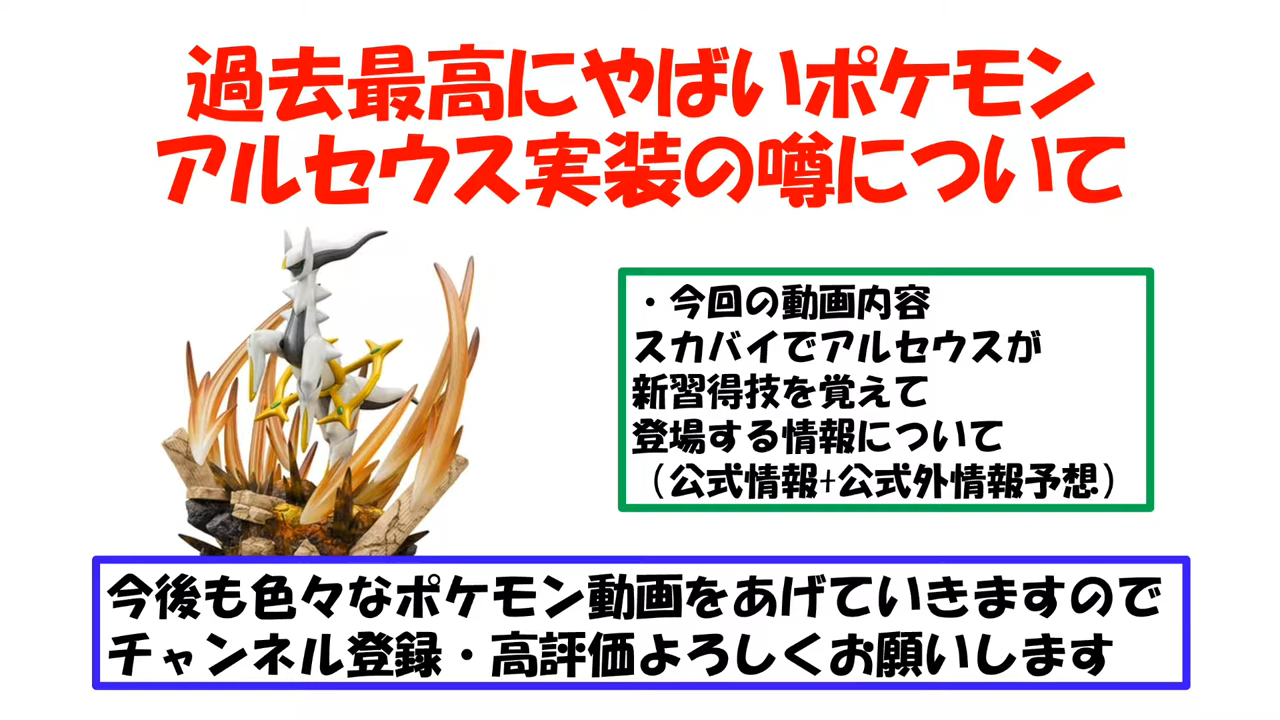 過去最高にやばいポケモン
アルセウス実装の噂について
・今回の動画内容
スカバイでアルセウスが
新習得技を覚えて
登場する情報について
（公式情報+公式外情報予想）
今後も色々なポケモン動画をあげていきますので
チャンネル登録・高評価よろしくお願いします